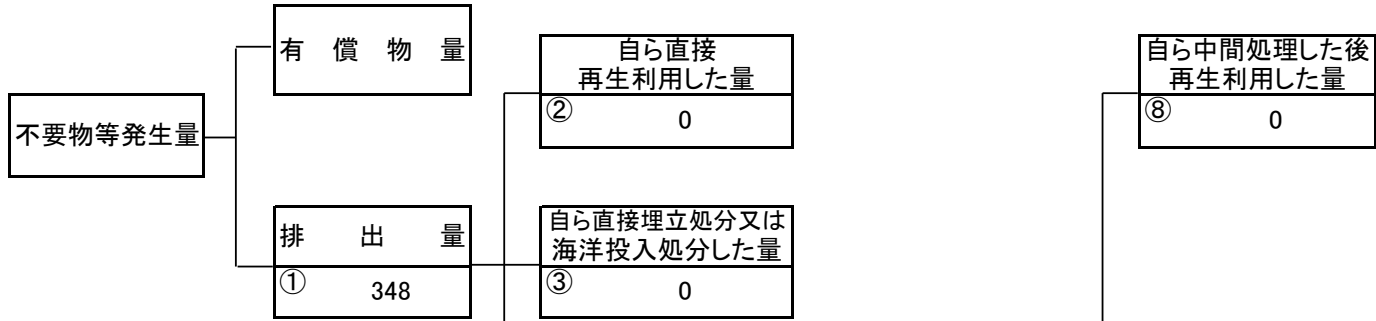 有償物量
自ら直接
再生利用した量
② 0
自ら中間処理した後
再生利用した量
⑧ 0
不要物等発生量
排出量
① 348
自ら直接埋立処分又は
海洋投入処分した量
③ 0